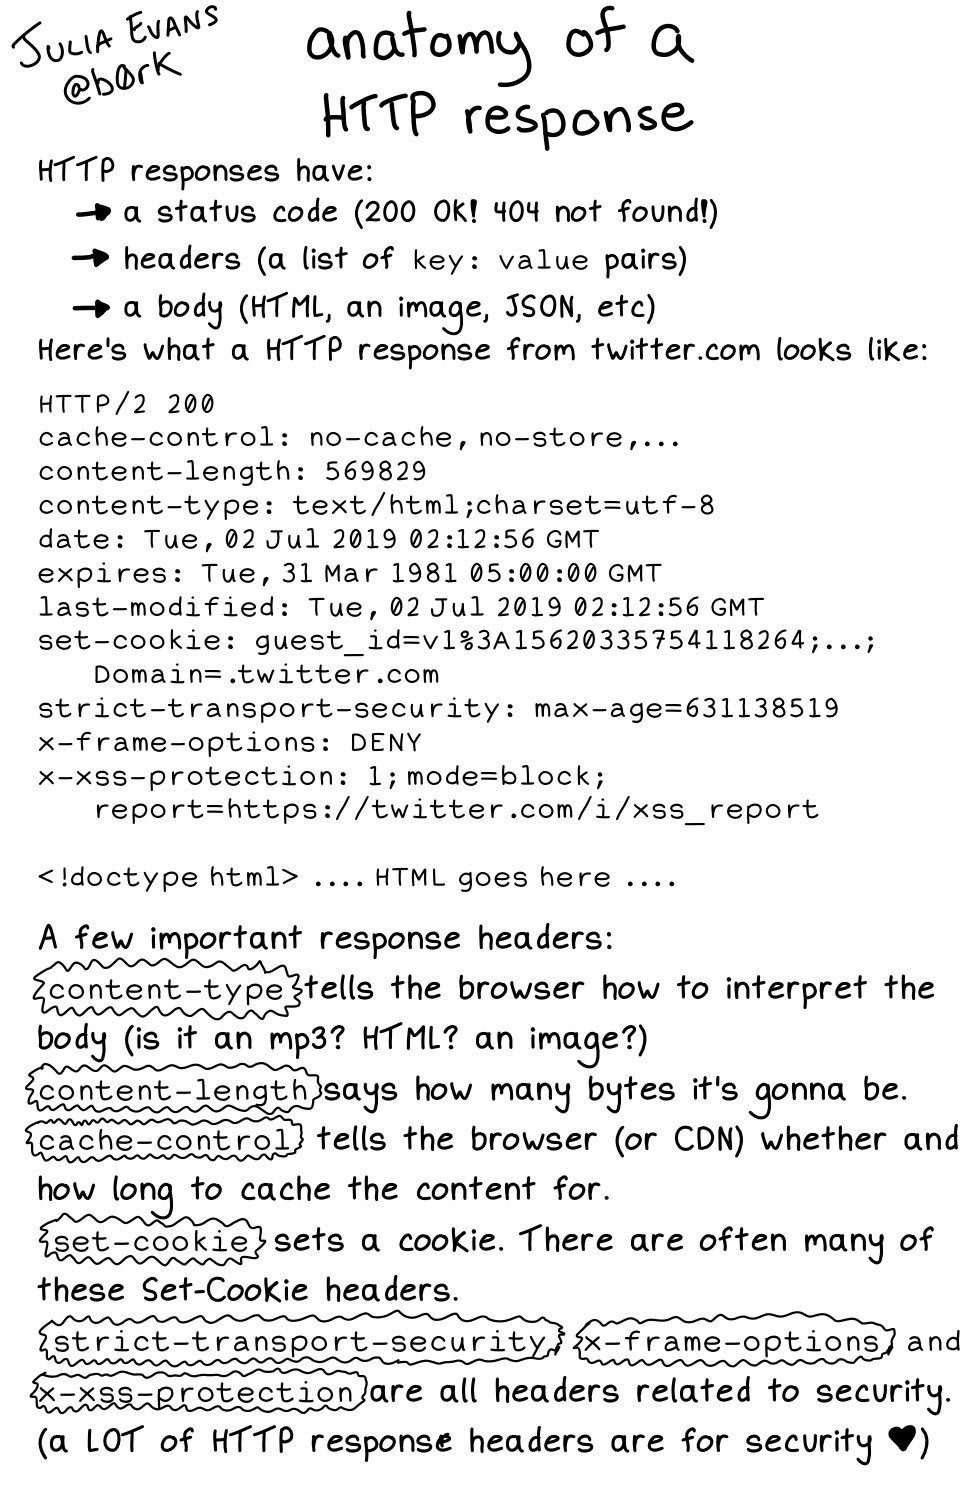 JULIA EVANS
@b0rk
anatomy of a
HTTP response
HTTP responses have:
→ a status code (200 OK! 404 not found!)
→ headers (a list of key: value pairs)
→ a body (HTML, an image, JSON, etc)
Here's what a HTTP response from twitter.com looks like:
HTTP/2 200
cache-control: no-cache, no-store,...
content-length: 569829
content-type: text/html;charset=utf-8
date: Tue, 02 Jul 2019 02:12:56 GMT
expires: Tue, 31 Mar 1981 05:00:00 GMT
last-modified: Tue, 02 Jul 2019 02:12:56 GMT
set-cookie: guest_id=v1%3A15620335754118264;...;
Domain=.twitter.com
strict-transport-security: max-age=631138519
x-frame-options: DENY
x-xss-protection: 1; mode=block;
report=https://twitter.com/i/xss_report
<!doctype html> .... HTML goes here ....
A few important response headers:
content-type tells the browser how to interpret the
body (is it an mp3? HTML? an image?)
content-length says how many bytes it's gonna be.
cache-control tells the browser (or CDN) whether and
how long to cache the content for.
set-cookie sets a cookie. There are often many of
these Set-Cookie headers.
strict-transport-security, x-frame-options, and
x-xss-protection are all headers related to security.
(a LOT of HTTP response headers are for security ♥)